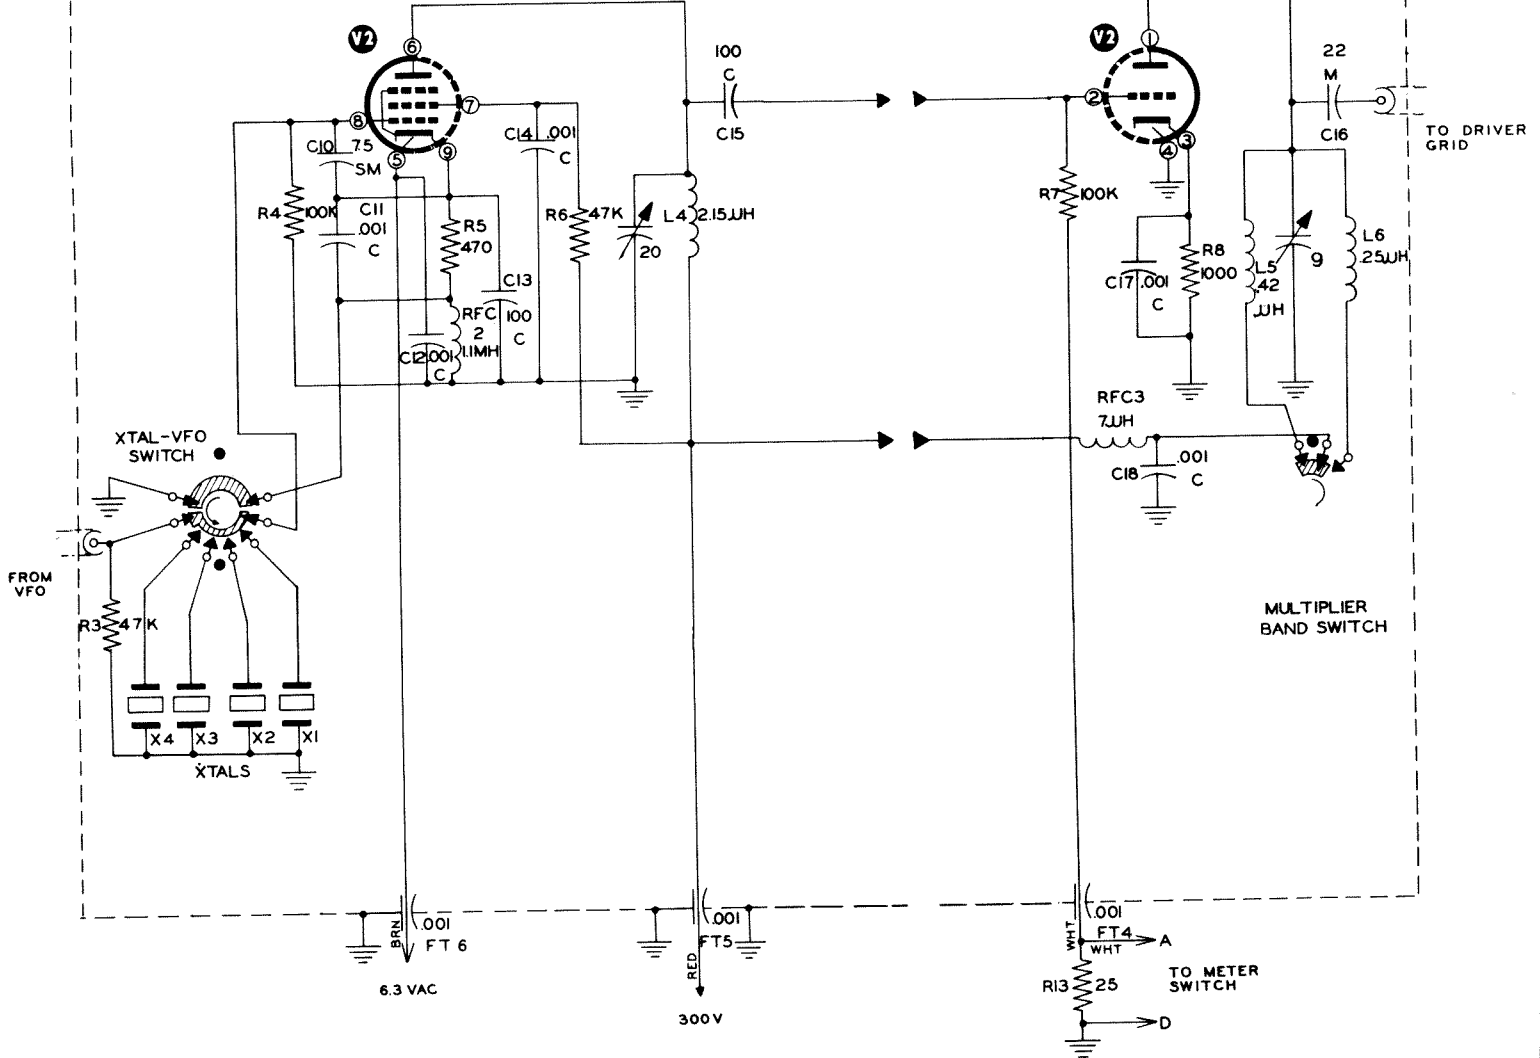 V2
6
7
8
5
9
C10
7.5
SM
R4
100K
C11
.001
C
R5
470
RFC
2
1.1MH
C12
.001
C
C13
100
C
C14
.001
C
R6
47K
20
L4
2.15µH
100
C
C15
V2
1
2
3
4
R7
100K
C17
.001
C
R8
1000
22
M
C16
TO DRIVER
GRID
L5
.42
µH
9
L6
.25µH
RFC3
7µH
C18
.001
C
XTAL-VFO
SWITCH
FROM
VFO
R3
47K
X4
X3
X2
X1
XTALS
MULTIPLIER
BAND SWITCH
BRN
.001
FT 6
6.3 VAC
RED
.001
FT5
300V
WHT
.001
FT4
WHT
A
R13
25
TO METER
SWITCH
D